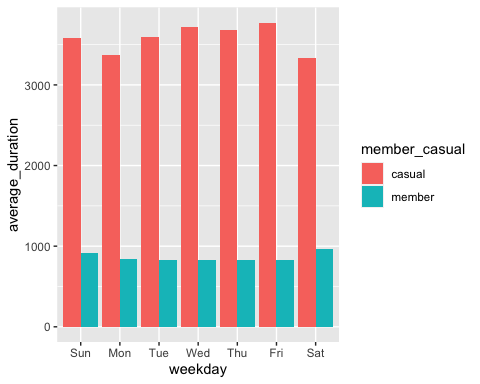 average_duration
3000
2000
1000
0
Sun Mon Tue Wed Thu Fri Sat
weekday
member_casual
casual
member